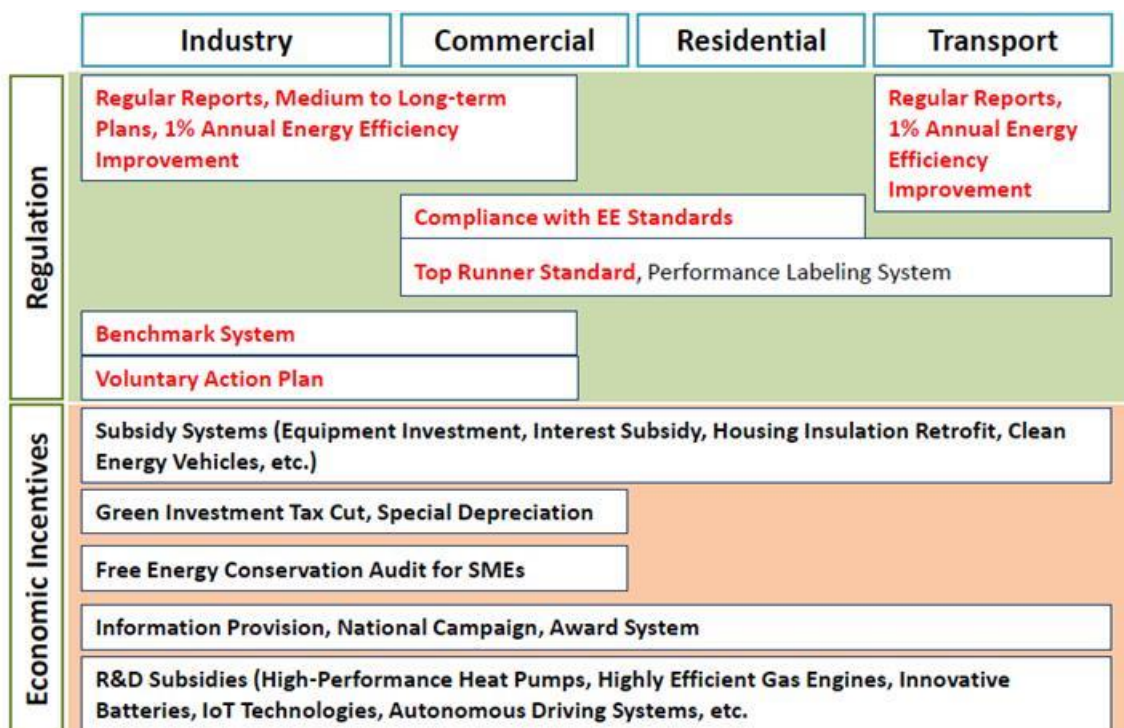 Industry
Commercial
Residential
Transport
Regulation
Regular Reports, Medium to Long-term
Plans, 1% Annual Energy Efficiency
Improvement
Regular Reports,
1% Annual Energy
Efficiency
Improvement
Compliance with EE Standards
Top Runner Standard, Performance Labeling System
Benchmark System
Voluntary Action Plan
Economic Incentives
Subsidy Systems (Equipment Investment, Interest Subsidy, Housing Insulation Retrofit, Clean
Energy Vehicles, etc.)
Green Investment Tax Cut, Special Depreciation
Free Energy Conservation Audit for SMEs
Information Provision, National Campaign, Award System
R&D Subsidies (High-Performance Heat Pumps, Highly Efficient Gas Engines, Innovative
Batteries, IoT Technologies, Autonomous Driving Systems, etc.